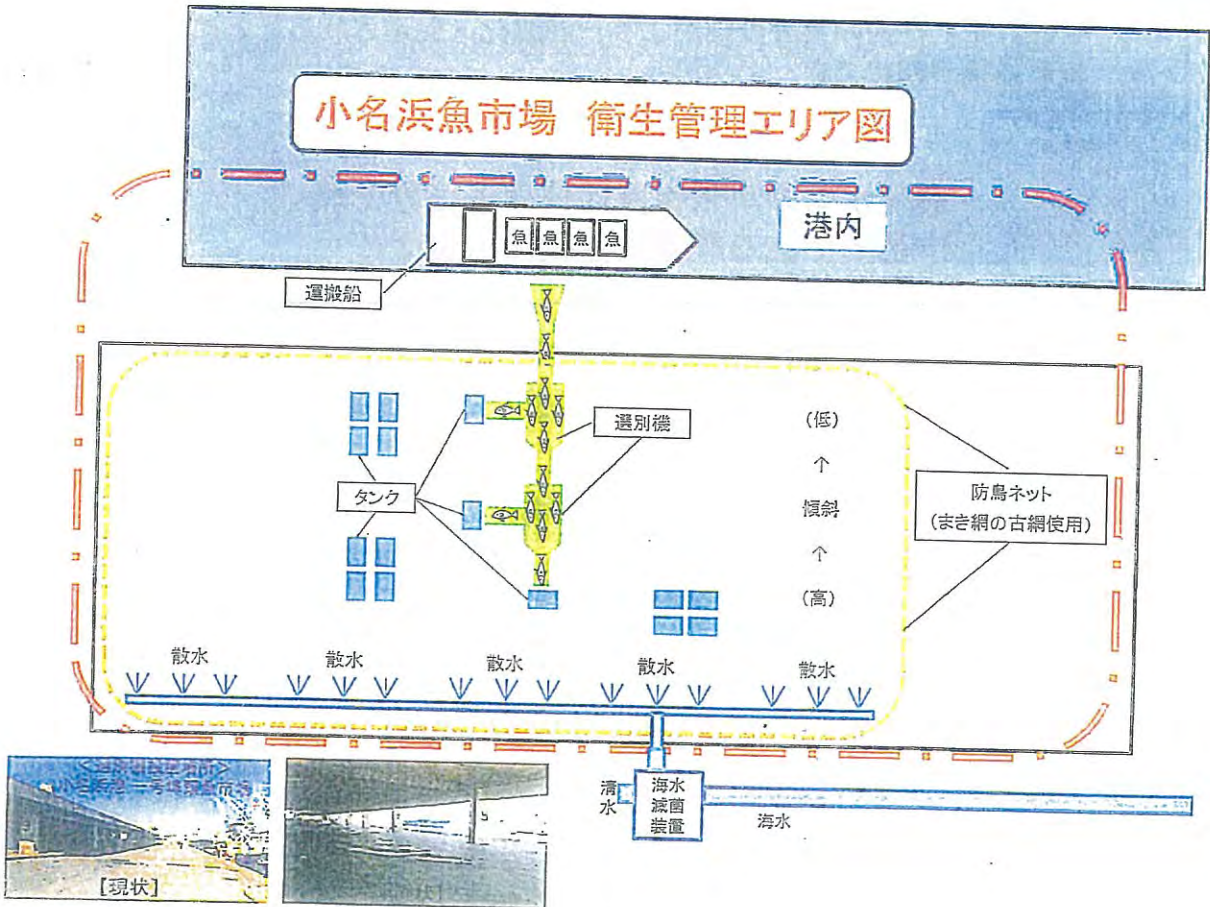 小名浜魚市場 衛生管理エリア図
港内
魚 魚 魚 魚
運搬船
選別機
(低)
↑
傾斜
↑
(高)
タンク
防鳥ネット
(まき網の古網使用)
散水 散水 散水 散水 散水
清水
海水
滅菌
装置
海水
[現状]